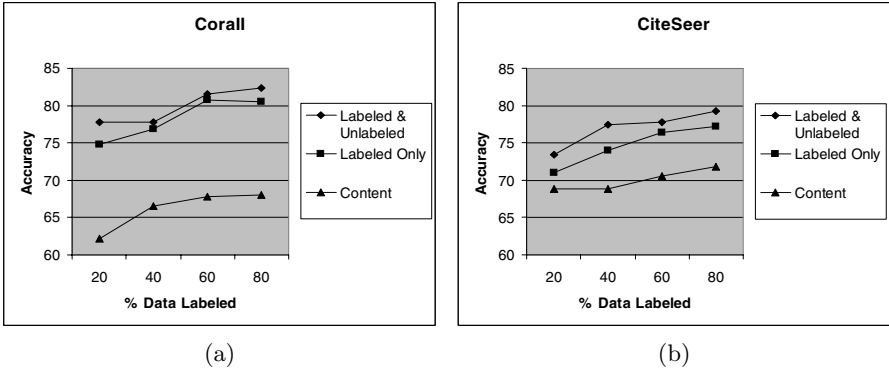 CoraII
85
80
75
70
65
60
Accuracy
20 40 60 80
% Data Labeled
Labeled &
Unlabeled
Labeled Only
Content
(a)
CiteSeer
85
80
75
70
65
60
Accuracy
20 40 60 80
% Data Labeled
Labeled &
Unlabeled
Labeled Only
Content
(b)